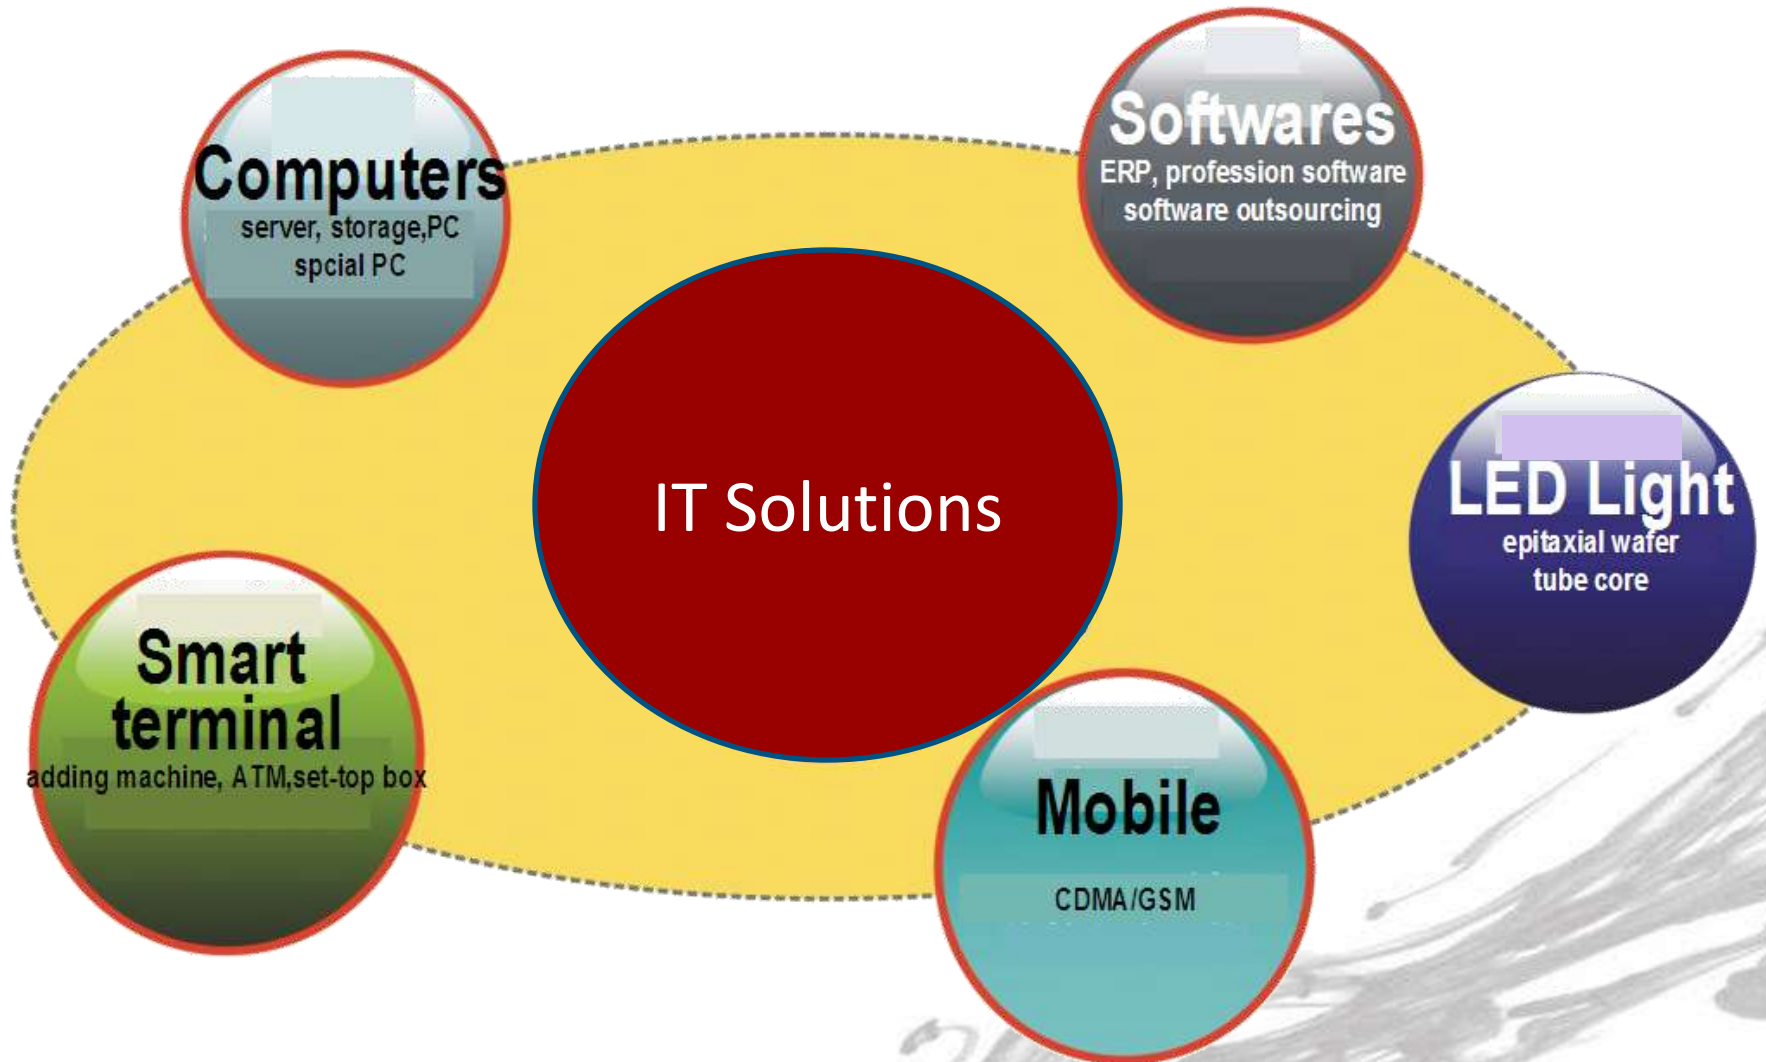 Computers
server, storage,PC
spcial PC
Softwares
ERP, profession software
software outsourcing
IT Solutions
LED Light
epitaxial wafer
tube core
Smart
terminal
adding machine, ATM,set-top box
Mobile
CDMA/GSM